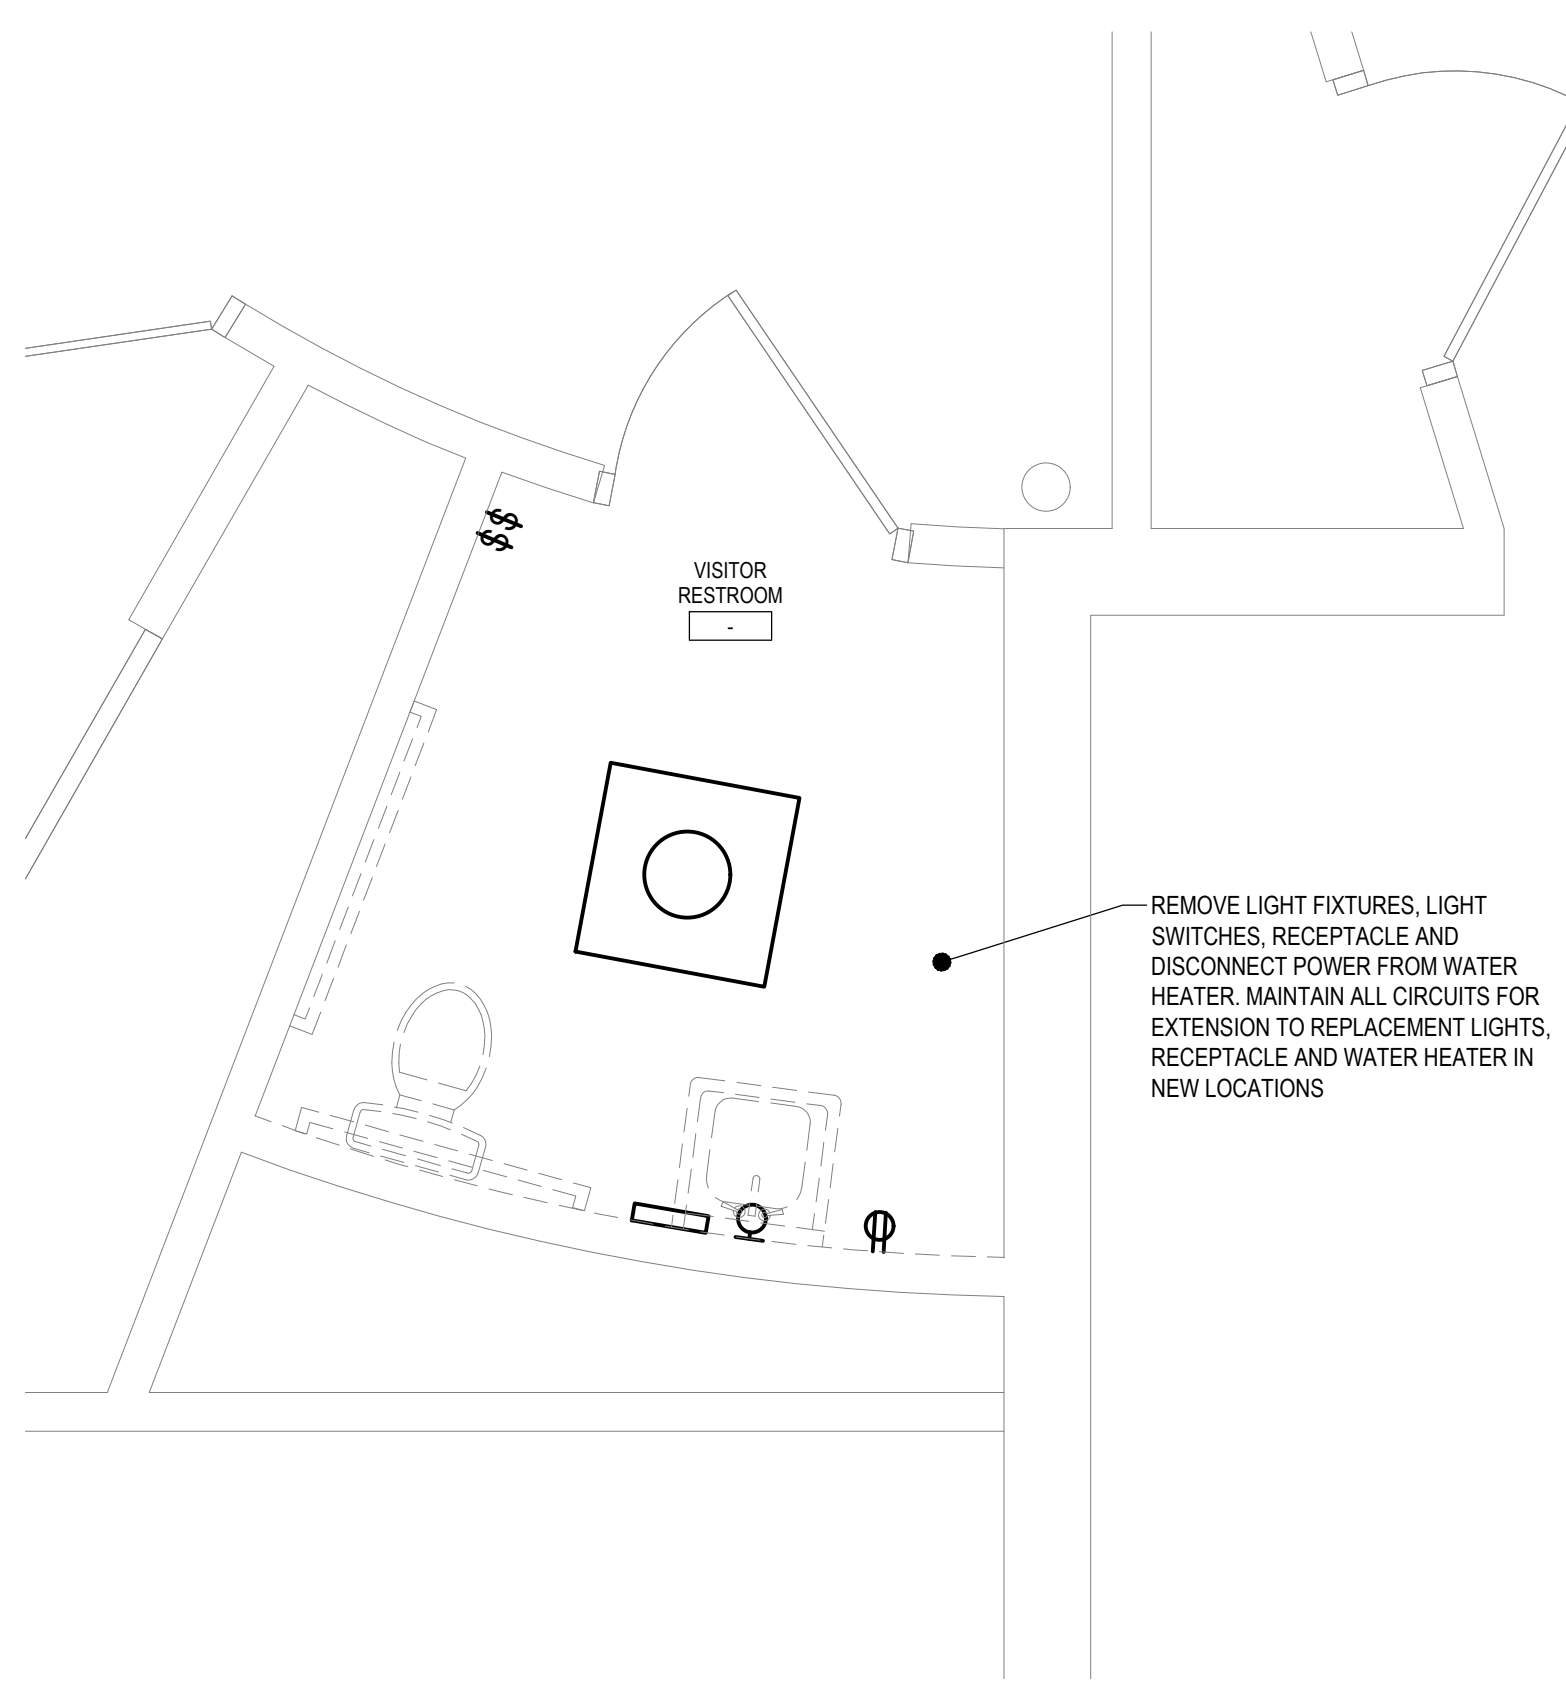 $
$
VISITOR
RESTROOM
-
REMOVE LIGHT FIXTURES, LIGHT
SWITCHES, RECEPTACLE AND
DISCONNECT POWER FROM WATER
HEATER. MAINTAIN ALL CIRCUITS FOR
EXTENSION TO REPLACEMENT LIGHTS,
RECEPTACLE AND WATER HEATER IN
NEW LOCATIONS